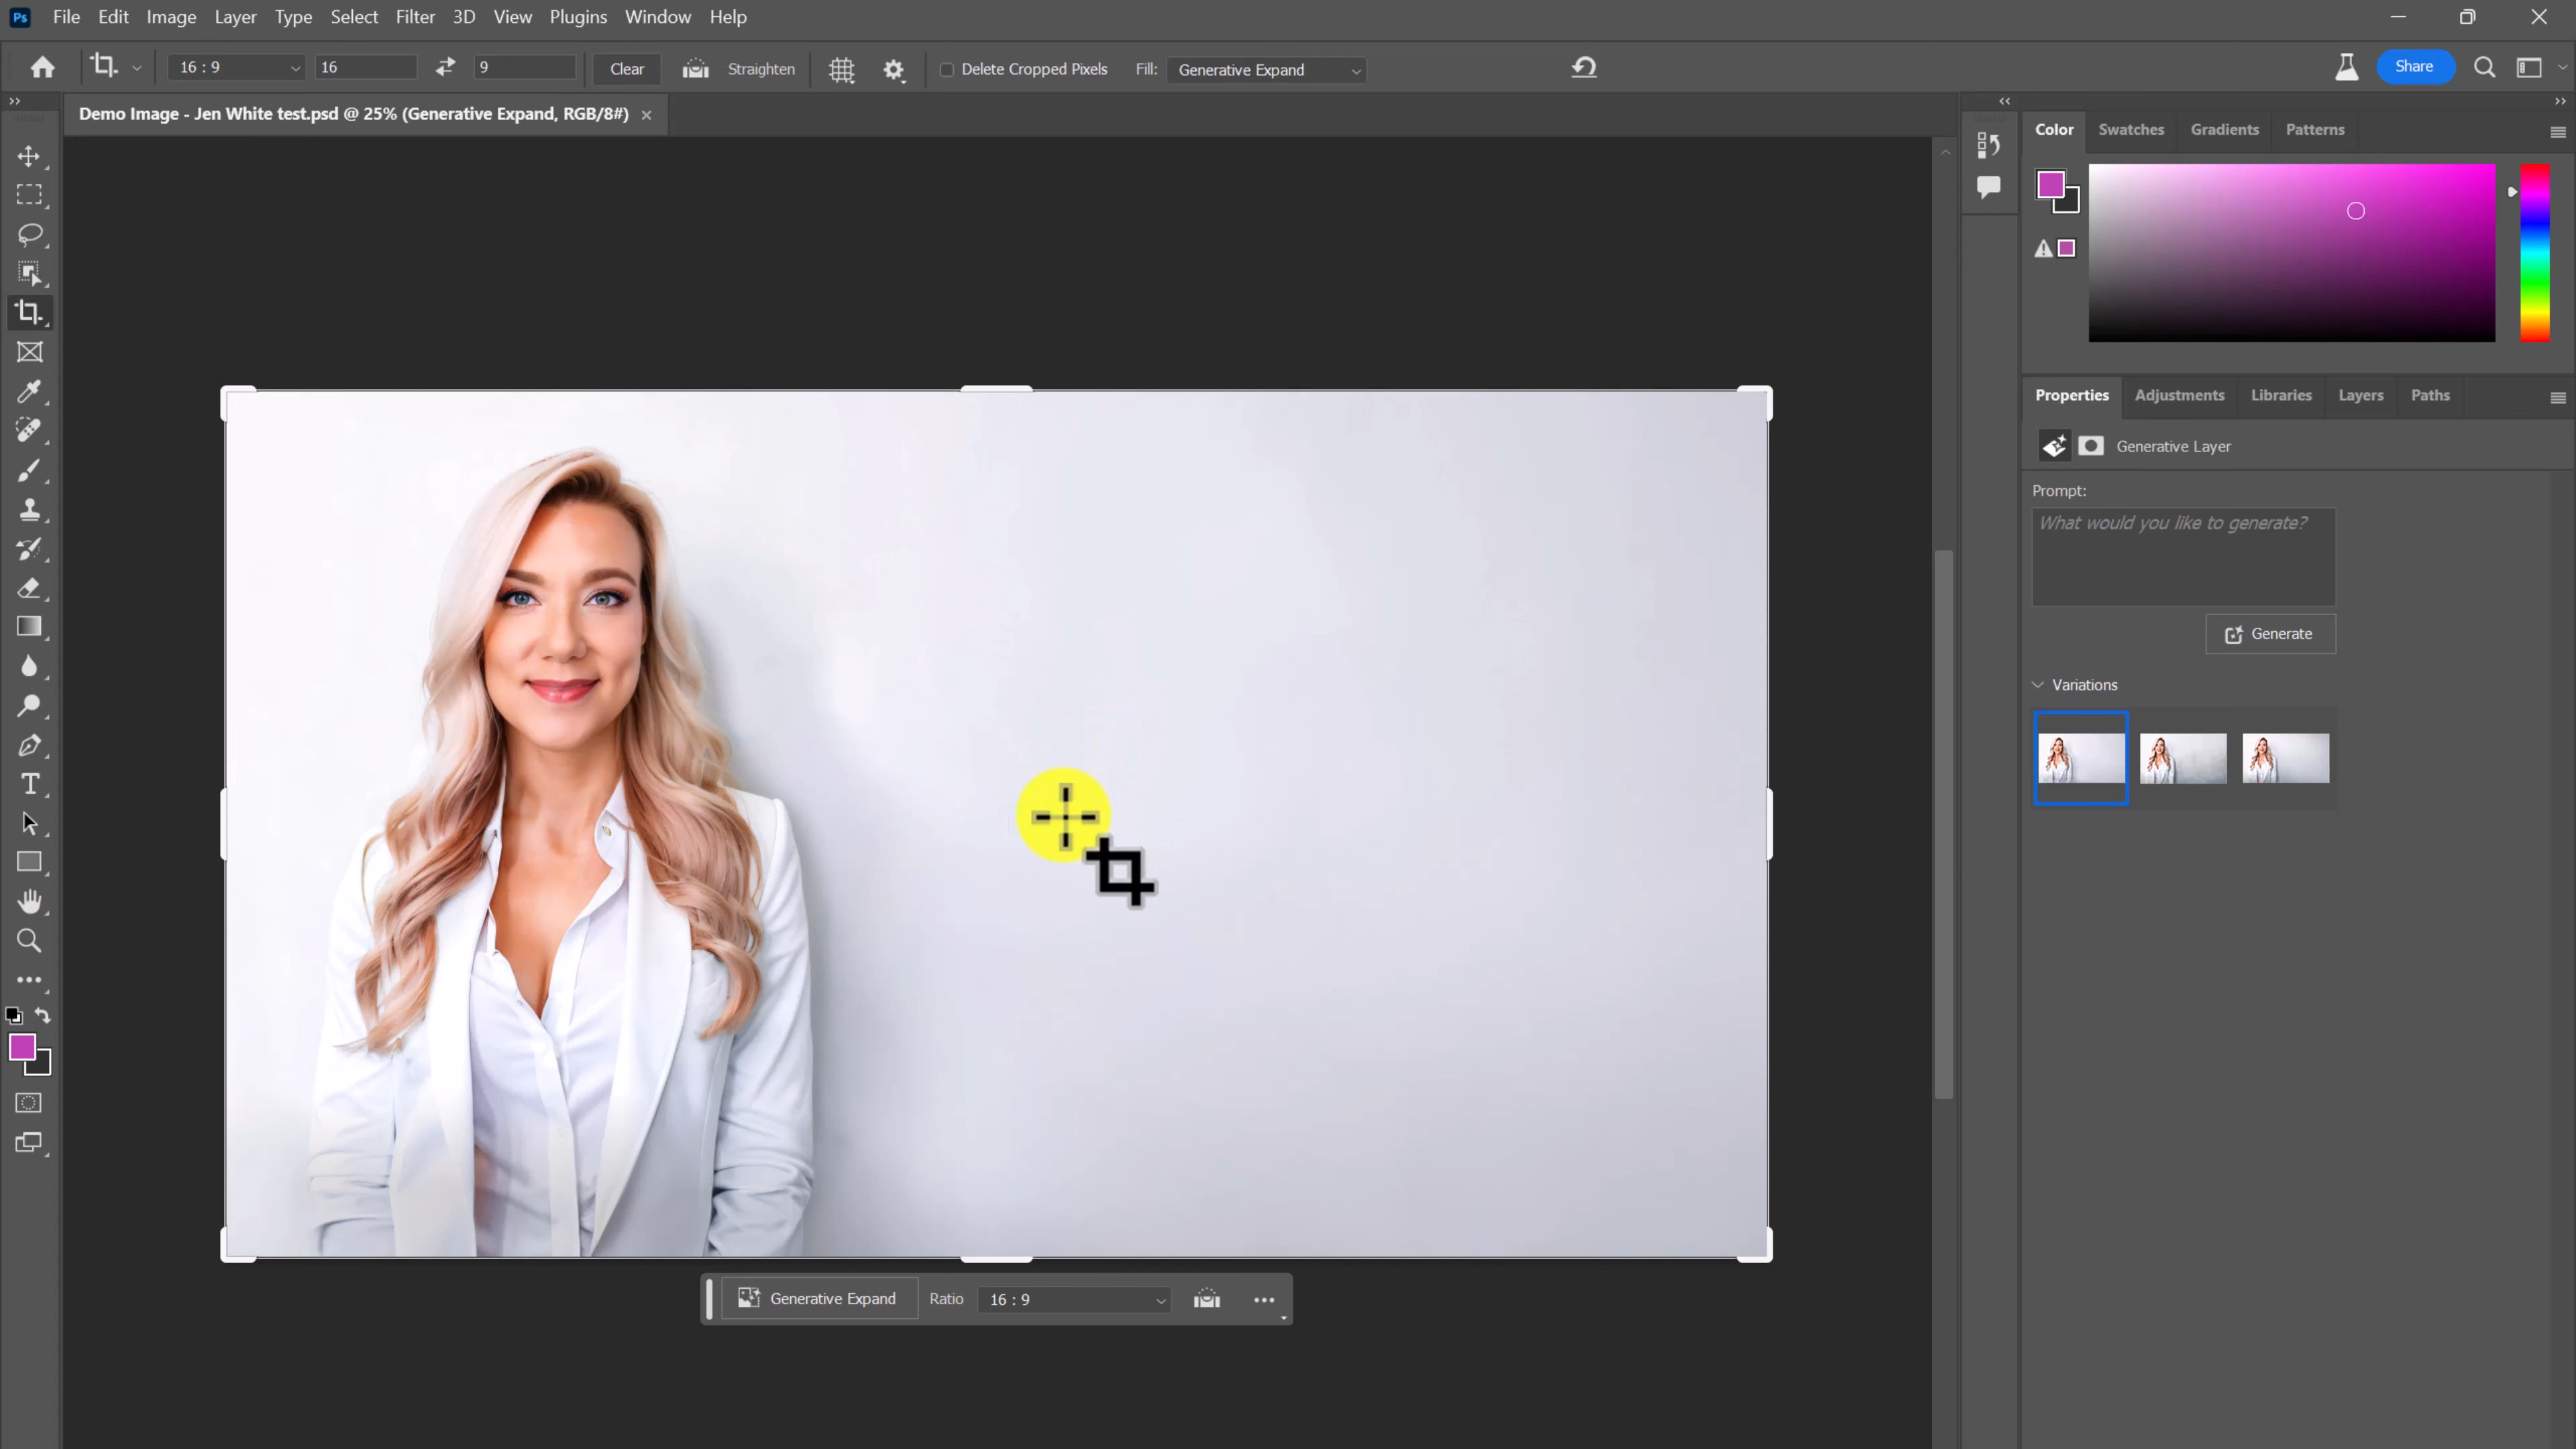 Ps File Edit Image Layer Type Select Filter 3D View Plugins Window Help
16 : 9 16 9 Clear Straighten Delete Cropped Pixels Fill: Generative Expand Share
Demo Image - Jen White test.psd @ 25% (Generative Expand, RGB/8#)
Color Swatches Gradients Patterns
Properties Adjustments Libraries Layers Paths
Generative Layer
Prompt:
What would you like to generate?
Generate
Variations
Generative Expand Ratio 16 : 9